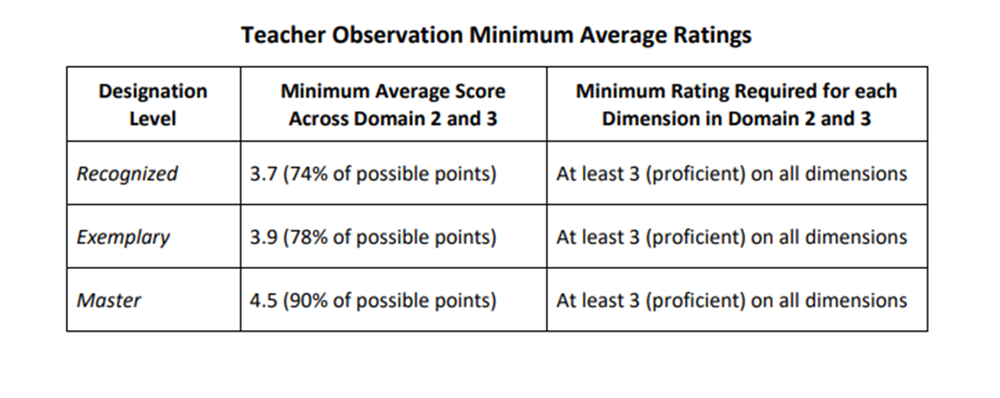 Teacher Observation Minimum Average Ratings
Designation Level
Minimum Average Score Across Domain 2 and 3
Minimum Rating Required for each Dimension in Domain 2 and 3
Recognized
3.7 (74% of possible points)
At least 3 (proficient) on all dimensions
Exemplary
3.9 (78% of possible points)
At least 3 (proficient) on all dimensions
Master
4.5 (90% of possible points)
At least 3 (proficient) on all dimensions